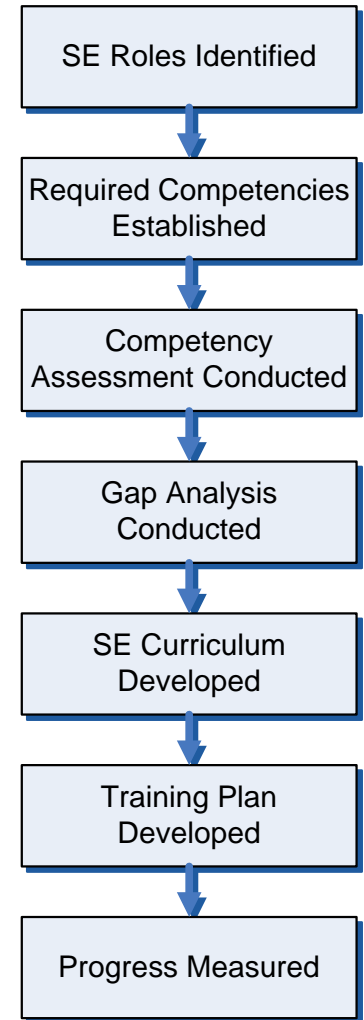 SE Roles Identified
Required Competencies
Established
Competency
Assessment Conducted
Gap Analysis
Conducted
SE Curriculum
Developed
Training Plan
Developed
Progress Measured